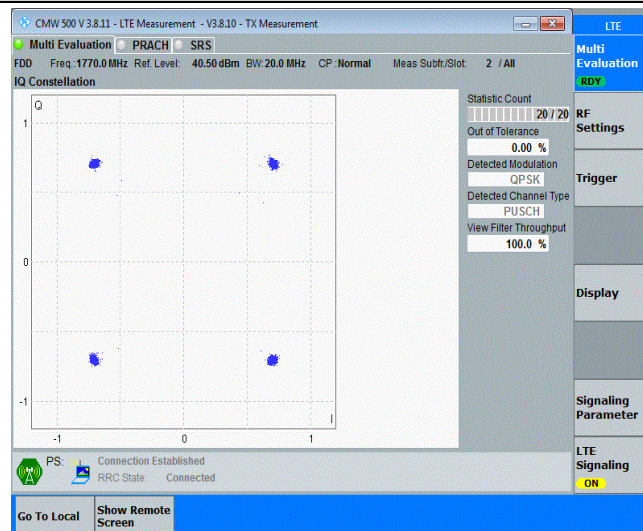 CMW 500 V 3.8.11 - LTE Measurement - V3.8.10 - TX Measurement
LTE
Multi Evaluation PRACH SRS
FDD Freq.:1770.0 MHz Ref. Level: 40.50 dBm BW:20.0 MHz CP :Normal Meas Subfr./Slot: 2 / All
IQ Constellation
Q
1
0
-1
I
-1 0 1
Statistic Count
20 / 20
Out of Tolerance
0.00 %
Detected Modulation
QPSK
Detected Channel Type
PUSCH
View Filter Throughput
100.0 %
Multi
Evaluation
RDY
RF
Settings
Trigger
Display
Signaling
Parameter
LTE
Signaling
ON
PS: Connection Established
RRC State: Connected
Go To Local
Show Remote
Screen